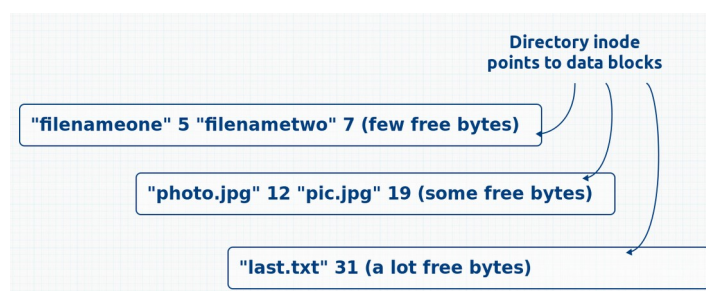 Directory inode
points to data blocks
"filenameone" 5 "filenametwo" 7 (few free bytes)
"photo.jpg" 12 "pic.jpg" 19 (some free bytes)
"last.txt" 31 (a lot free bytes)